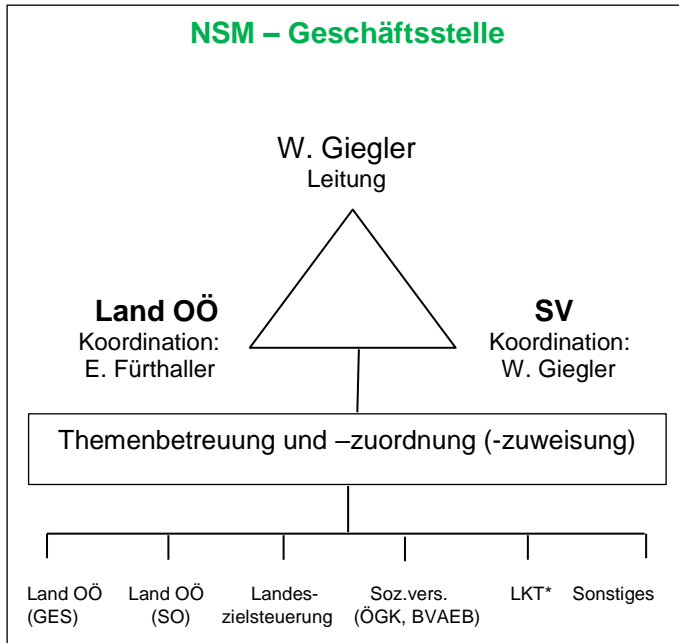 NSM – Geschäftsstelle
W. Giegler
Leitung
Land OÖ
Koordination:
E. Fürthaller
SV
Koordination:
W. Giegler
Themenbetreuung und –zuordnung (-zuweisung)
Land OÖ
(GES)
Land OÖ
(SO)
Landes-
zielsteuerung
Soz.vers.
(ÖGK, BVAEB)
LKT*
Sonstiges